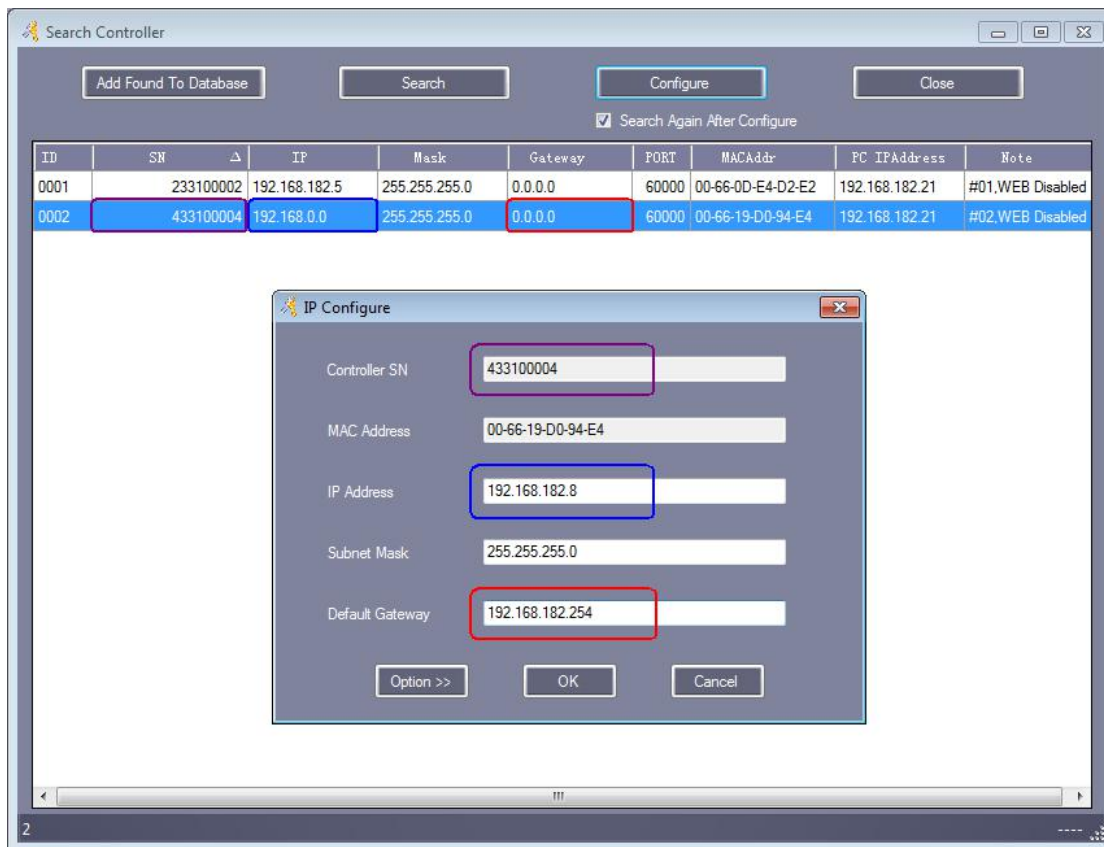 Search Controller
Add Found To Database Search Configure Close
Search Again After Configure
ID SN IP Mask Gateway PORT MACAddr PC IPAddress Note
0001 233100002 192.168.182.5 255.255.255.0 0.0.0.0 60000 00-66-0D-E4-D2-E2 192.168.182.21 #01,WEB Disabled
0002 433100004 192.168.0.0 255.255.255.0 0.0.0.0 60000 00-66-19-D0-94-E4 192.168.182.21 #02,WEB Disabled
IP Configure
Controller SN 433100004
MAC Address 00-66-19-D0-94-E4
IP Address 192.168.182.8
Subnet Mask 255.255.255.0
Default Gateway 192.168.182.254
Option >> OK Cancel
2 ----